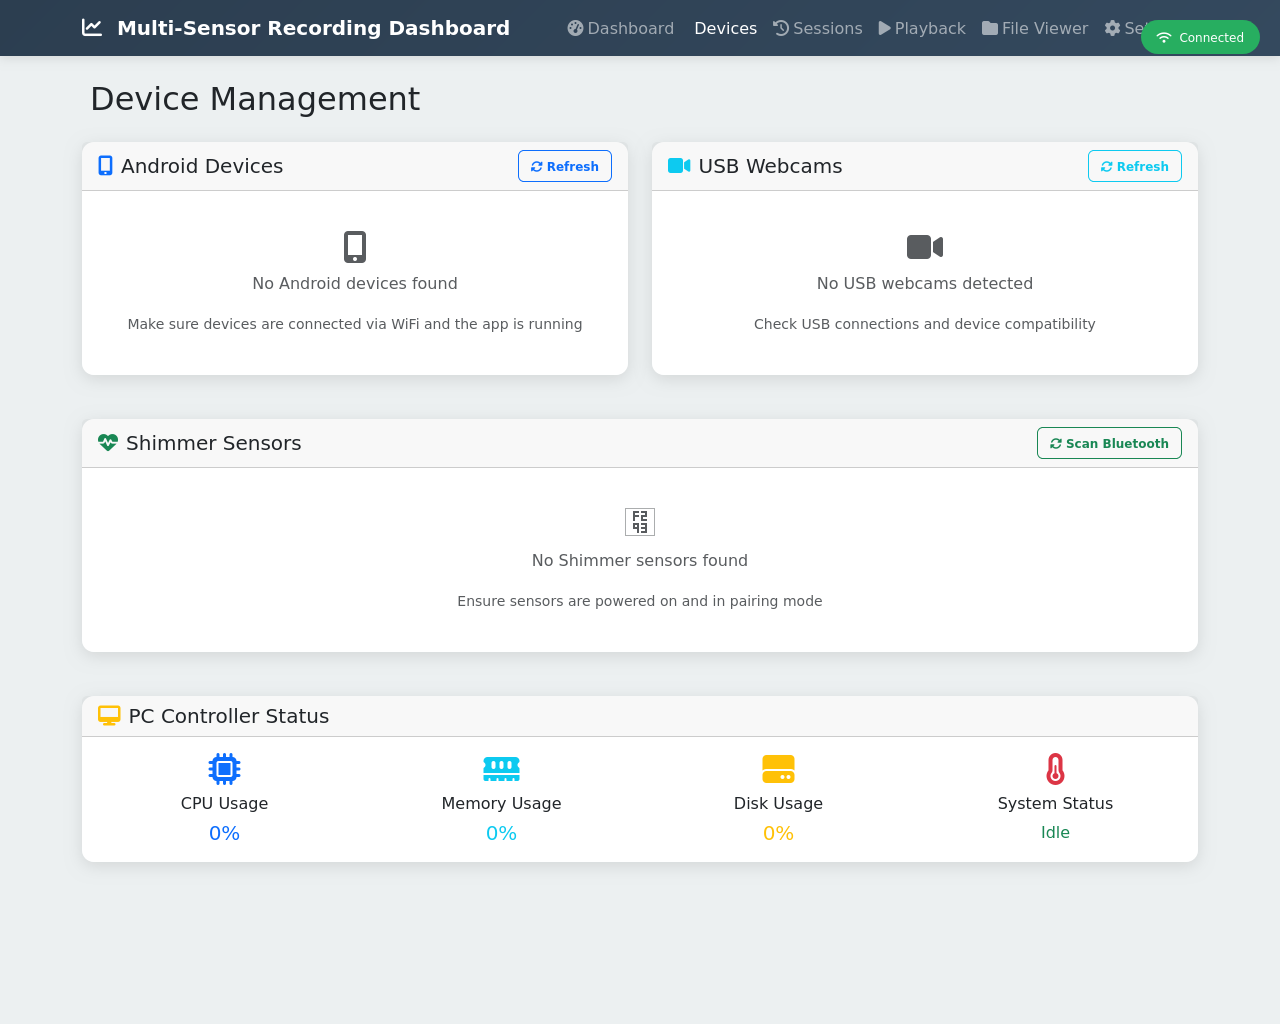 Multi-Sensor Recording Dashboard
Dashboard
Devices
Sessions
Playback
File Viewer
Connected
Device Management
Android Devices
Refresh
No Android devices found
Make sure devices are connected via WiFi and the app is running
USB Webcams
Refresh
No USB webcams detected
Check USB connections and device compatibility
Shimmer Sensors
Scan Bluetooth
F2
93
No Shimmer sensors found
Ensure sensors are powered on and in pairing mode
PC Controller Status
CPU Usage
0%
Memory Usage
0%
Disk Usage
0%
System Status
Idle